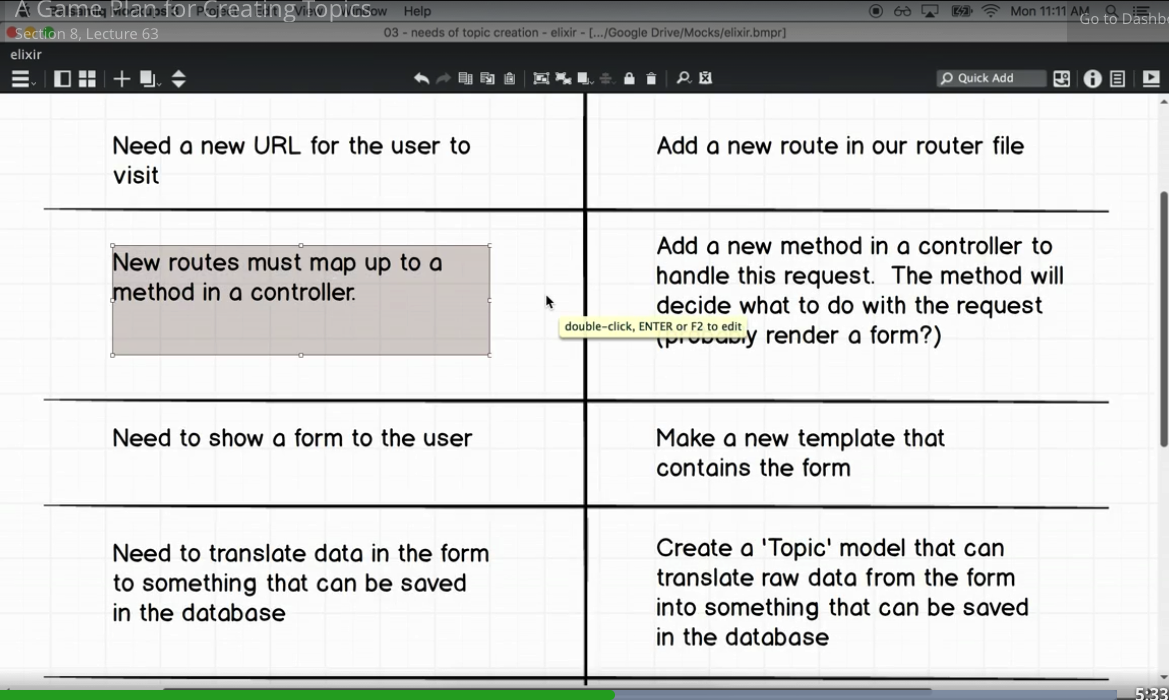 A Game Plan for Creating Topics
Window Help
Mon 11:11 AM
Go to Dashbo
Section 8, Lecture 63
03 - needs of topic creation - elixir - [.../Google Drive/Mocks/elixir.bmpr]
elixir
Quick Add
Need a new URL for the user to
visit
Add a new route in our router file
New routes must map up to a
method in a controller.
Add a new method in a controller to
handle this request. The method will
decide what to do with the request
(probably render a form?)
double-click, ENTER or F2 to edit
Need to show a form to the user
Make a new template that
contains the form
Need to translate data in the form
to something that can be saved
in the database
Create a 'Topic' model that can
translate raw data from the form
into something that can be saved
in the database
5:33